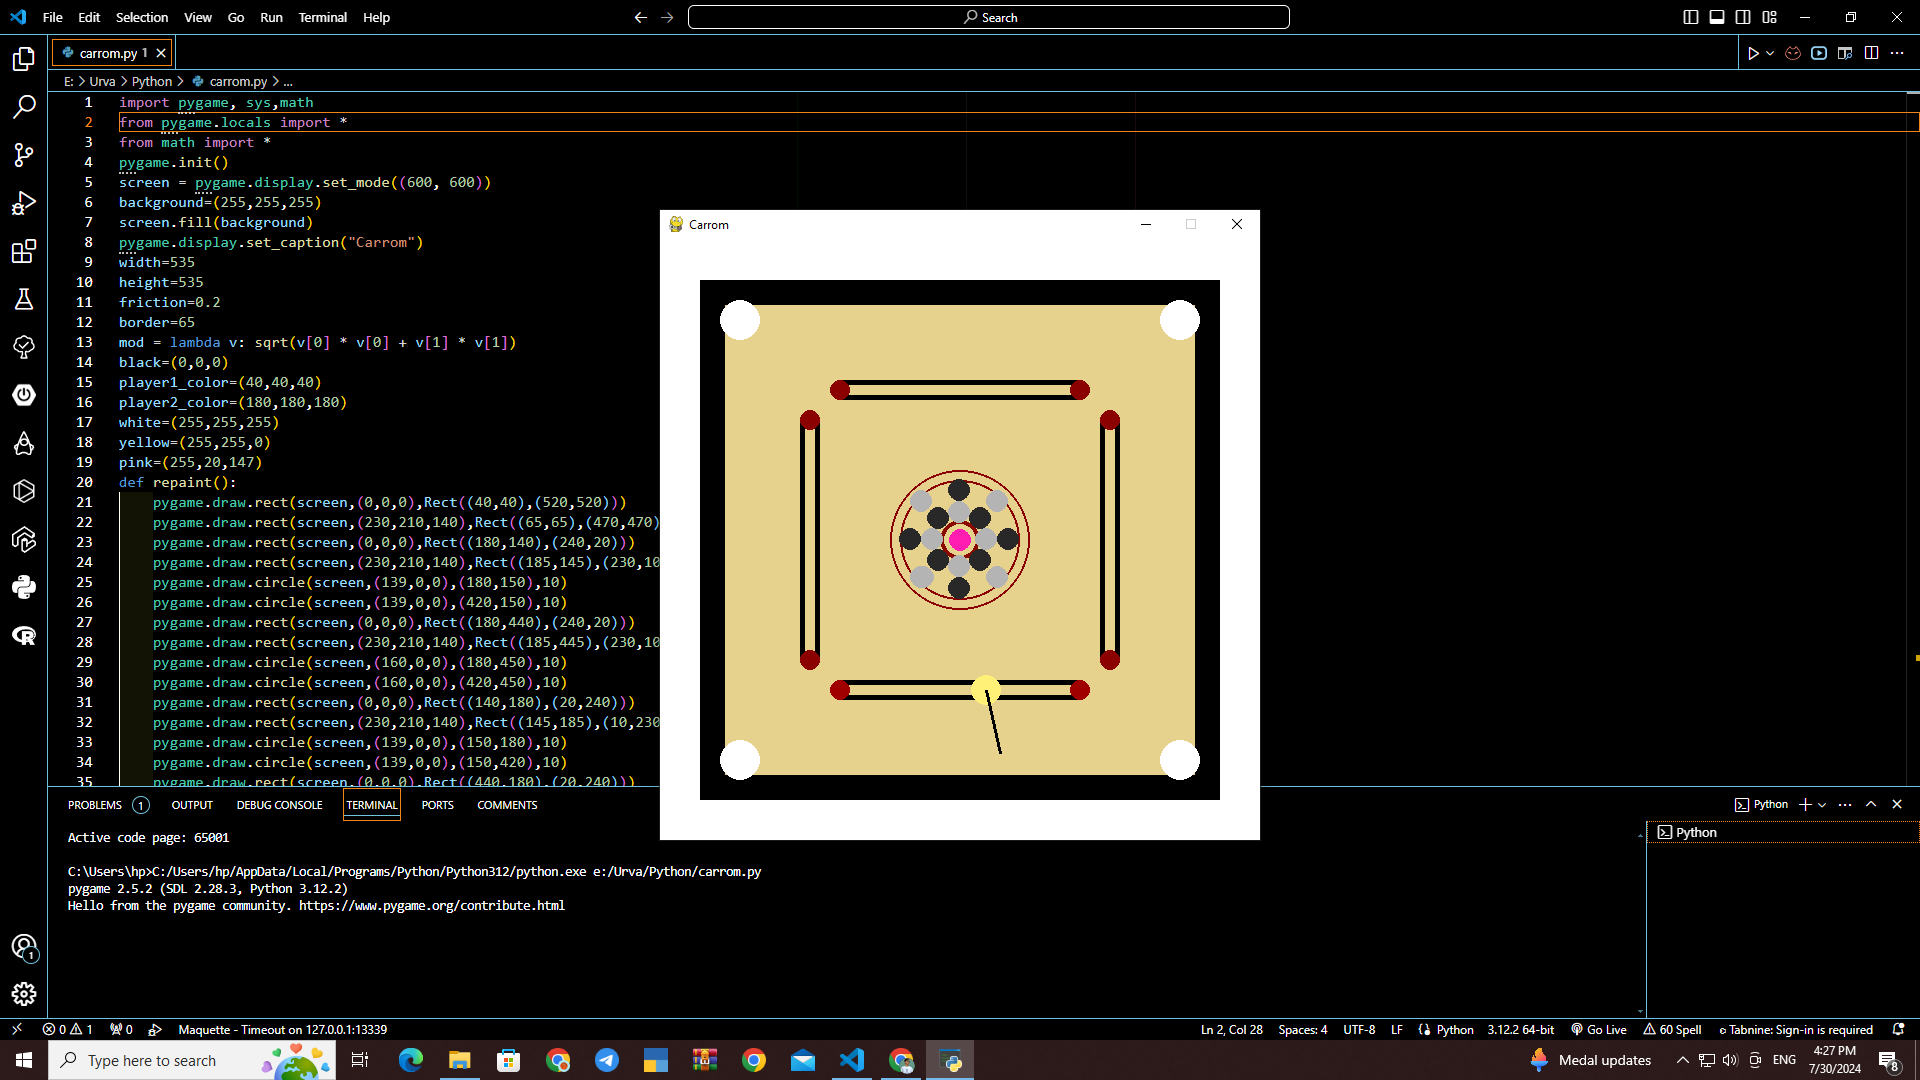 File Edit Selection View Go Run Terminal Help
Search
carrom.py 1
E: > Urva > Python > carrom.py > ...
1 import pygame, sys,math
2 from pygame.locals import *
3 from math import *
4 pygame.init()
5 screen = pygame.display.set_mode((600, 600))
6 background=(255,255,255)
7 screen.fill(background)
8 pygame.display.set_caption("Carrom")
9 width=535
10 height=535
11 friction=0.2
12 border=65
13 mod = lambda v: sqrt(v[0] * v[0] + v[1] * v[1])
14 black=(0,0,0)
15 player1_color=(40,40,40)
16 player2_color=(180,180,180)
17 white=(255,255,255)
18 yellow=(255,255,0)
19 pink=(255,20,147)
20 def repaint():
21 pygame.draw.rect(screen,(0,0,0),Rect((40,40),(520,520)))
22 pygame.draw.rect(screen,(230,210,140),Rect((65,65),(470,470)
23 pygame.draw.rect(screen,(0,0,0),Rect((180,140),(240,20)))
24 pygame.draw.rect(screen,(230,210,140),Rect((185,145),(230,10
25 pygame.draw.circle(screen,(139,0,0),(180,150),10)
26 pygame.draw.circle(screen,(139,0,0),(420,150),10)
27 pygame.draw.rect(screen,(0,0,0),Rect((180,440),(240,20)))
28 pygame.draw.rect(screen,(230,210,140),Rect((185,445),(230,10
29 pygame.draw.circle(screen,(160,0,0),(180,450),10)
30 pygame.draw.circle(screen,(160,0,0),(420,450),10)
31 pygame.draw.rect(screen,(0,0,0),Rect((140,180),(20,240)))
32 pygame.draw.rect(screen,(230,210,140),Rect((145,185),(10,230
33 pygame.draw.circle(screen,(139,0,0),(150,180),10)
34 pygame.draw.circle(screen,(139,0,0),(150,420),10)
35 pygame.draw.rect(screen,(0,0,0),Rect((440,180),(20,240)))
Carrom
PROBLEMS 1 OUTPUT DEBUG CONSOLE TERMINAL PORTS COMMENTS
Python
Python
Active code page: 65001
C:\Users\hp>C:/Users/hp/AppData/Local/Programs/Python/Python312/python.exe e:/Urva/Python/carrom.py
pygame 2.5.2 (SDL 2.28.3, Python 3.12.2)
Hello from the pygame community. https://www.pygame.org/contribute.html
1
0 1 0 Maquette - Timeout on 127.0.0.1:13339 Ln 2, Col 28 Spaces: 4 UTF-8 LF Python 3.12.2 64-bit Go Live 60 Spell Tabnine: Sign-in is required
Type here to search
Medal updates
ENG
4:27 PM
7/30/2024
8